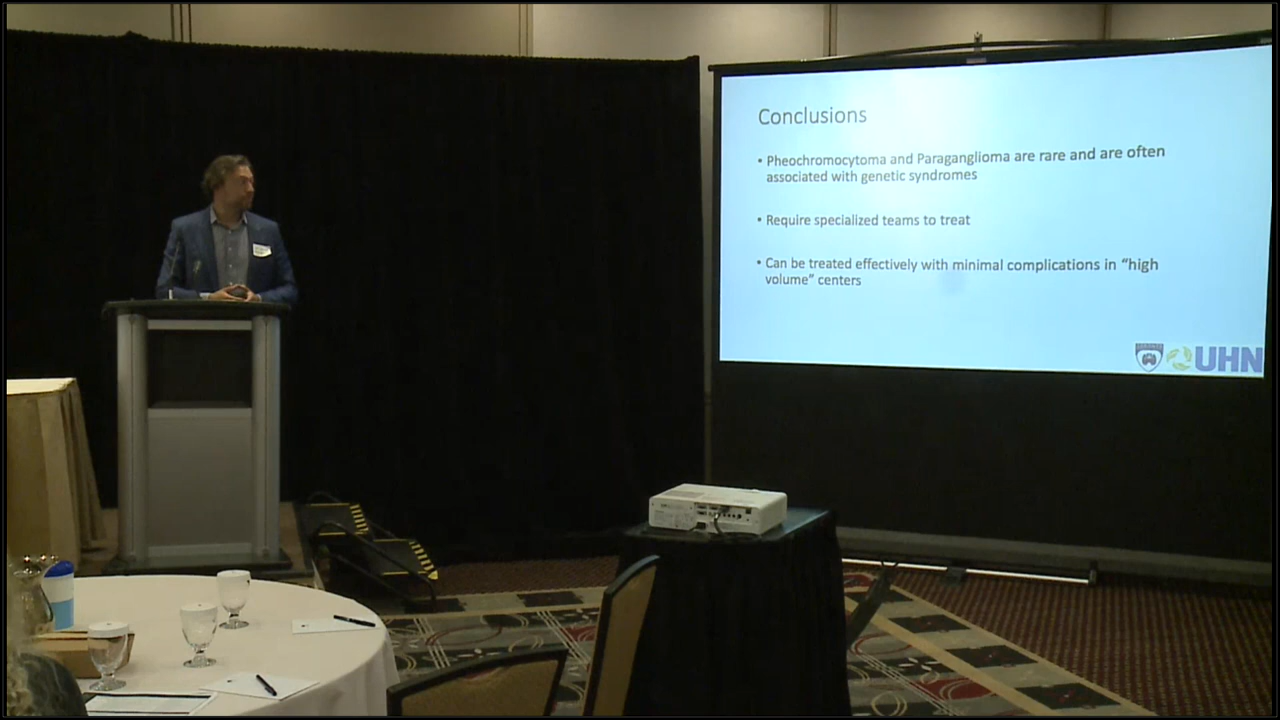 Conclusions
• Pheochromocytoma and Paraganglioma are rare and are often
associated with genetic syndromes
• Require specialized teams to treat
• Can be treated effectively with minimal complications in “high
volume” centers
UHN